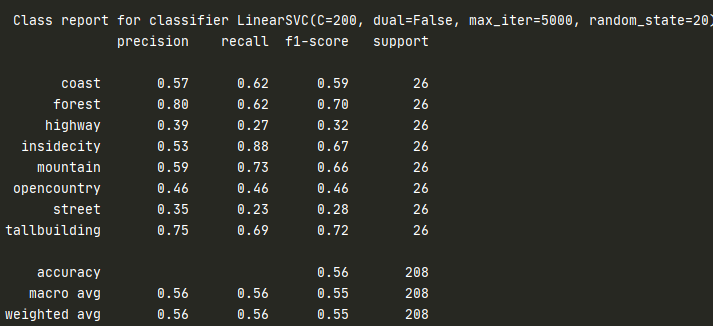 Class report for classifier LinearSVC(C=200, dual=False, max_iter=5000, random_state=20)
precision recall f1-score support
coast 0.57 0.62 0.59 26
forest 0.80 0.62 0.70 26
highway 0.39 0.27 0.32 26
insidecity 0.53 0.88 0.67 26
mountain 0.59 0.73 0.66 26
opencountry 0.46 0.46 0.46 26
street 0.35 0.23 0.28 26
tallbuilding 0.75 0.69 0.72 26
accuracy 0.56 208
macro avg 0.56 0.56 0.55 208
weighted avg 0.56 0.56 0.55 208